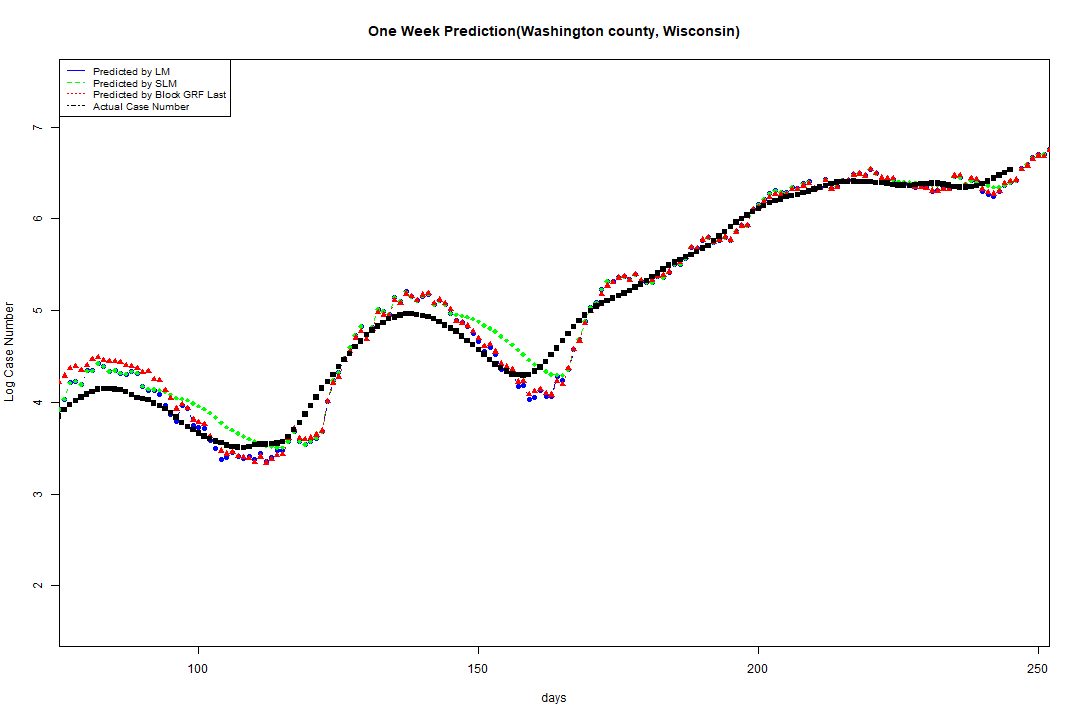 One Week Prediction(Washington county, Wisconsin)
Predicted by LM
Predicted by SLM
Predicted by Block GRF Last
Actual Case Number
7
6
5
4
3
2
Log Case Number
100
150
200
250
days